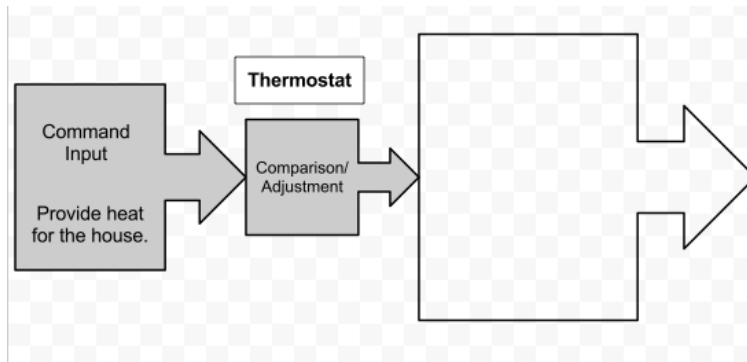 Command
Input
Provide heat
for the house.
Thermostat
Comparison/
Adjustment